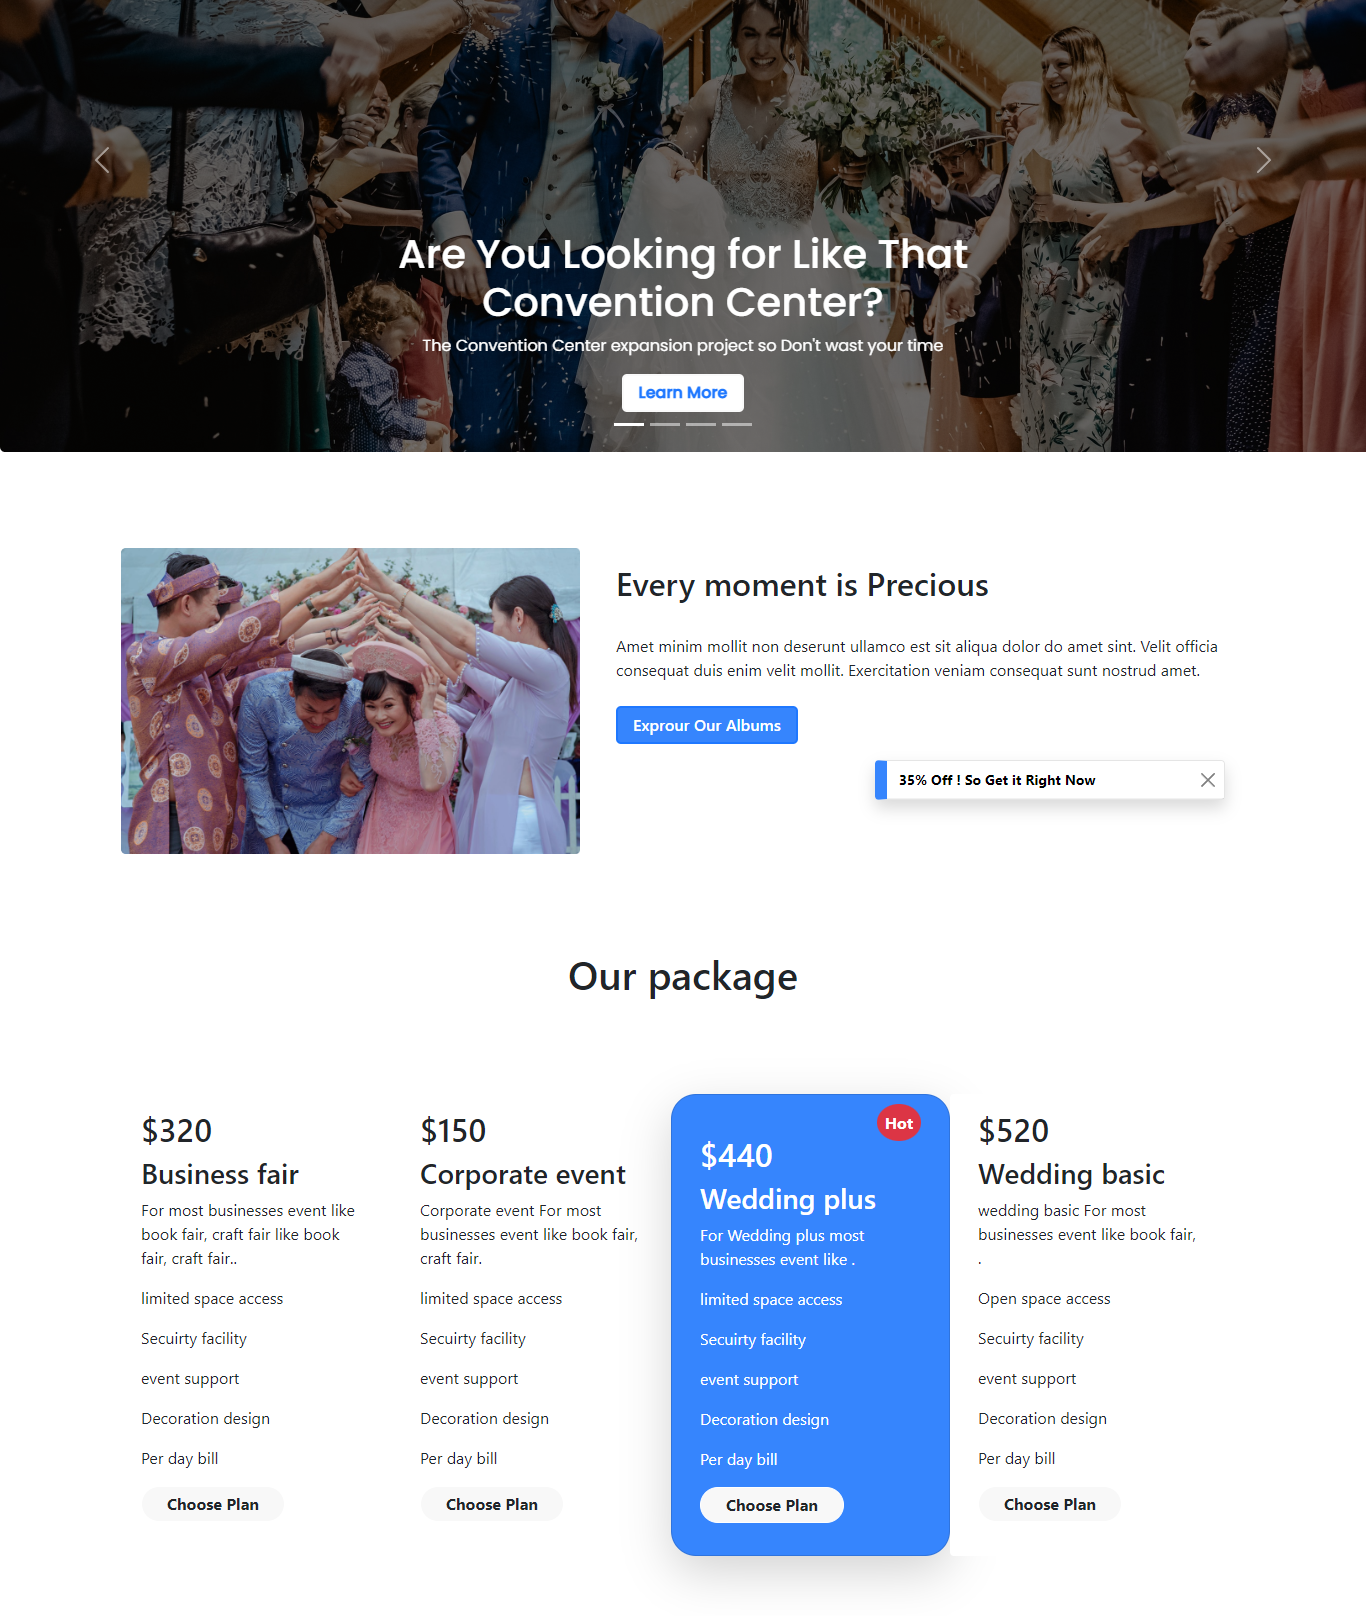 Are You Looking for Like That
Convention Center?
The Convention Center expansion project so Don't wast your time
Learn More
Every moment is Precious
Amet minim mollit non deserunt ullamco est sit aliqua dolor do amet sint. Velit officia
consequat duis enim velit mollit. Exercitation veniam consequat sunt nostrud amet.
Exprour Our Albums
35% Off ! So Get it Right Now
Our package
$320
Business fair
For most businesses event like
book fair, craft fair like book
fair, craft fair..
limited space access
Secuirty facility
event support
Decoration design
Per day bill
Choose Plan
$150
Corporate event
Corporate event For most
businesses event like book fair,
craft fair.
limited space access
Secuirty facility
event support
Decoration design
Per day bill
Choose Plan
Hot
$440
Wedding plus
For Wedding plus most
businesses event like .
limited space access
Secuirty facility
event support
Decoration design
Per day bill
Choose Plan
$520
Wedding basic
wedding basic For most
businesses event like book fair,
.
Open space access
Secuirty facility
event support
Decoration design
Per day bill
Choose Plan